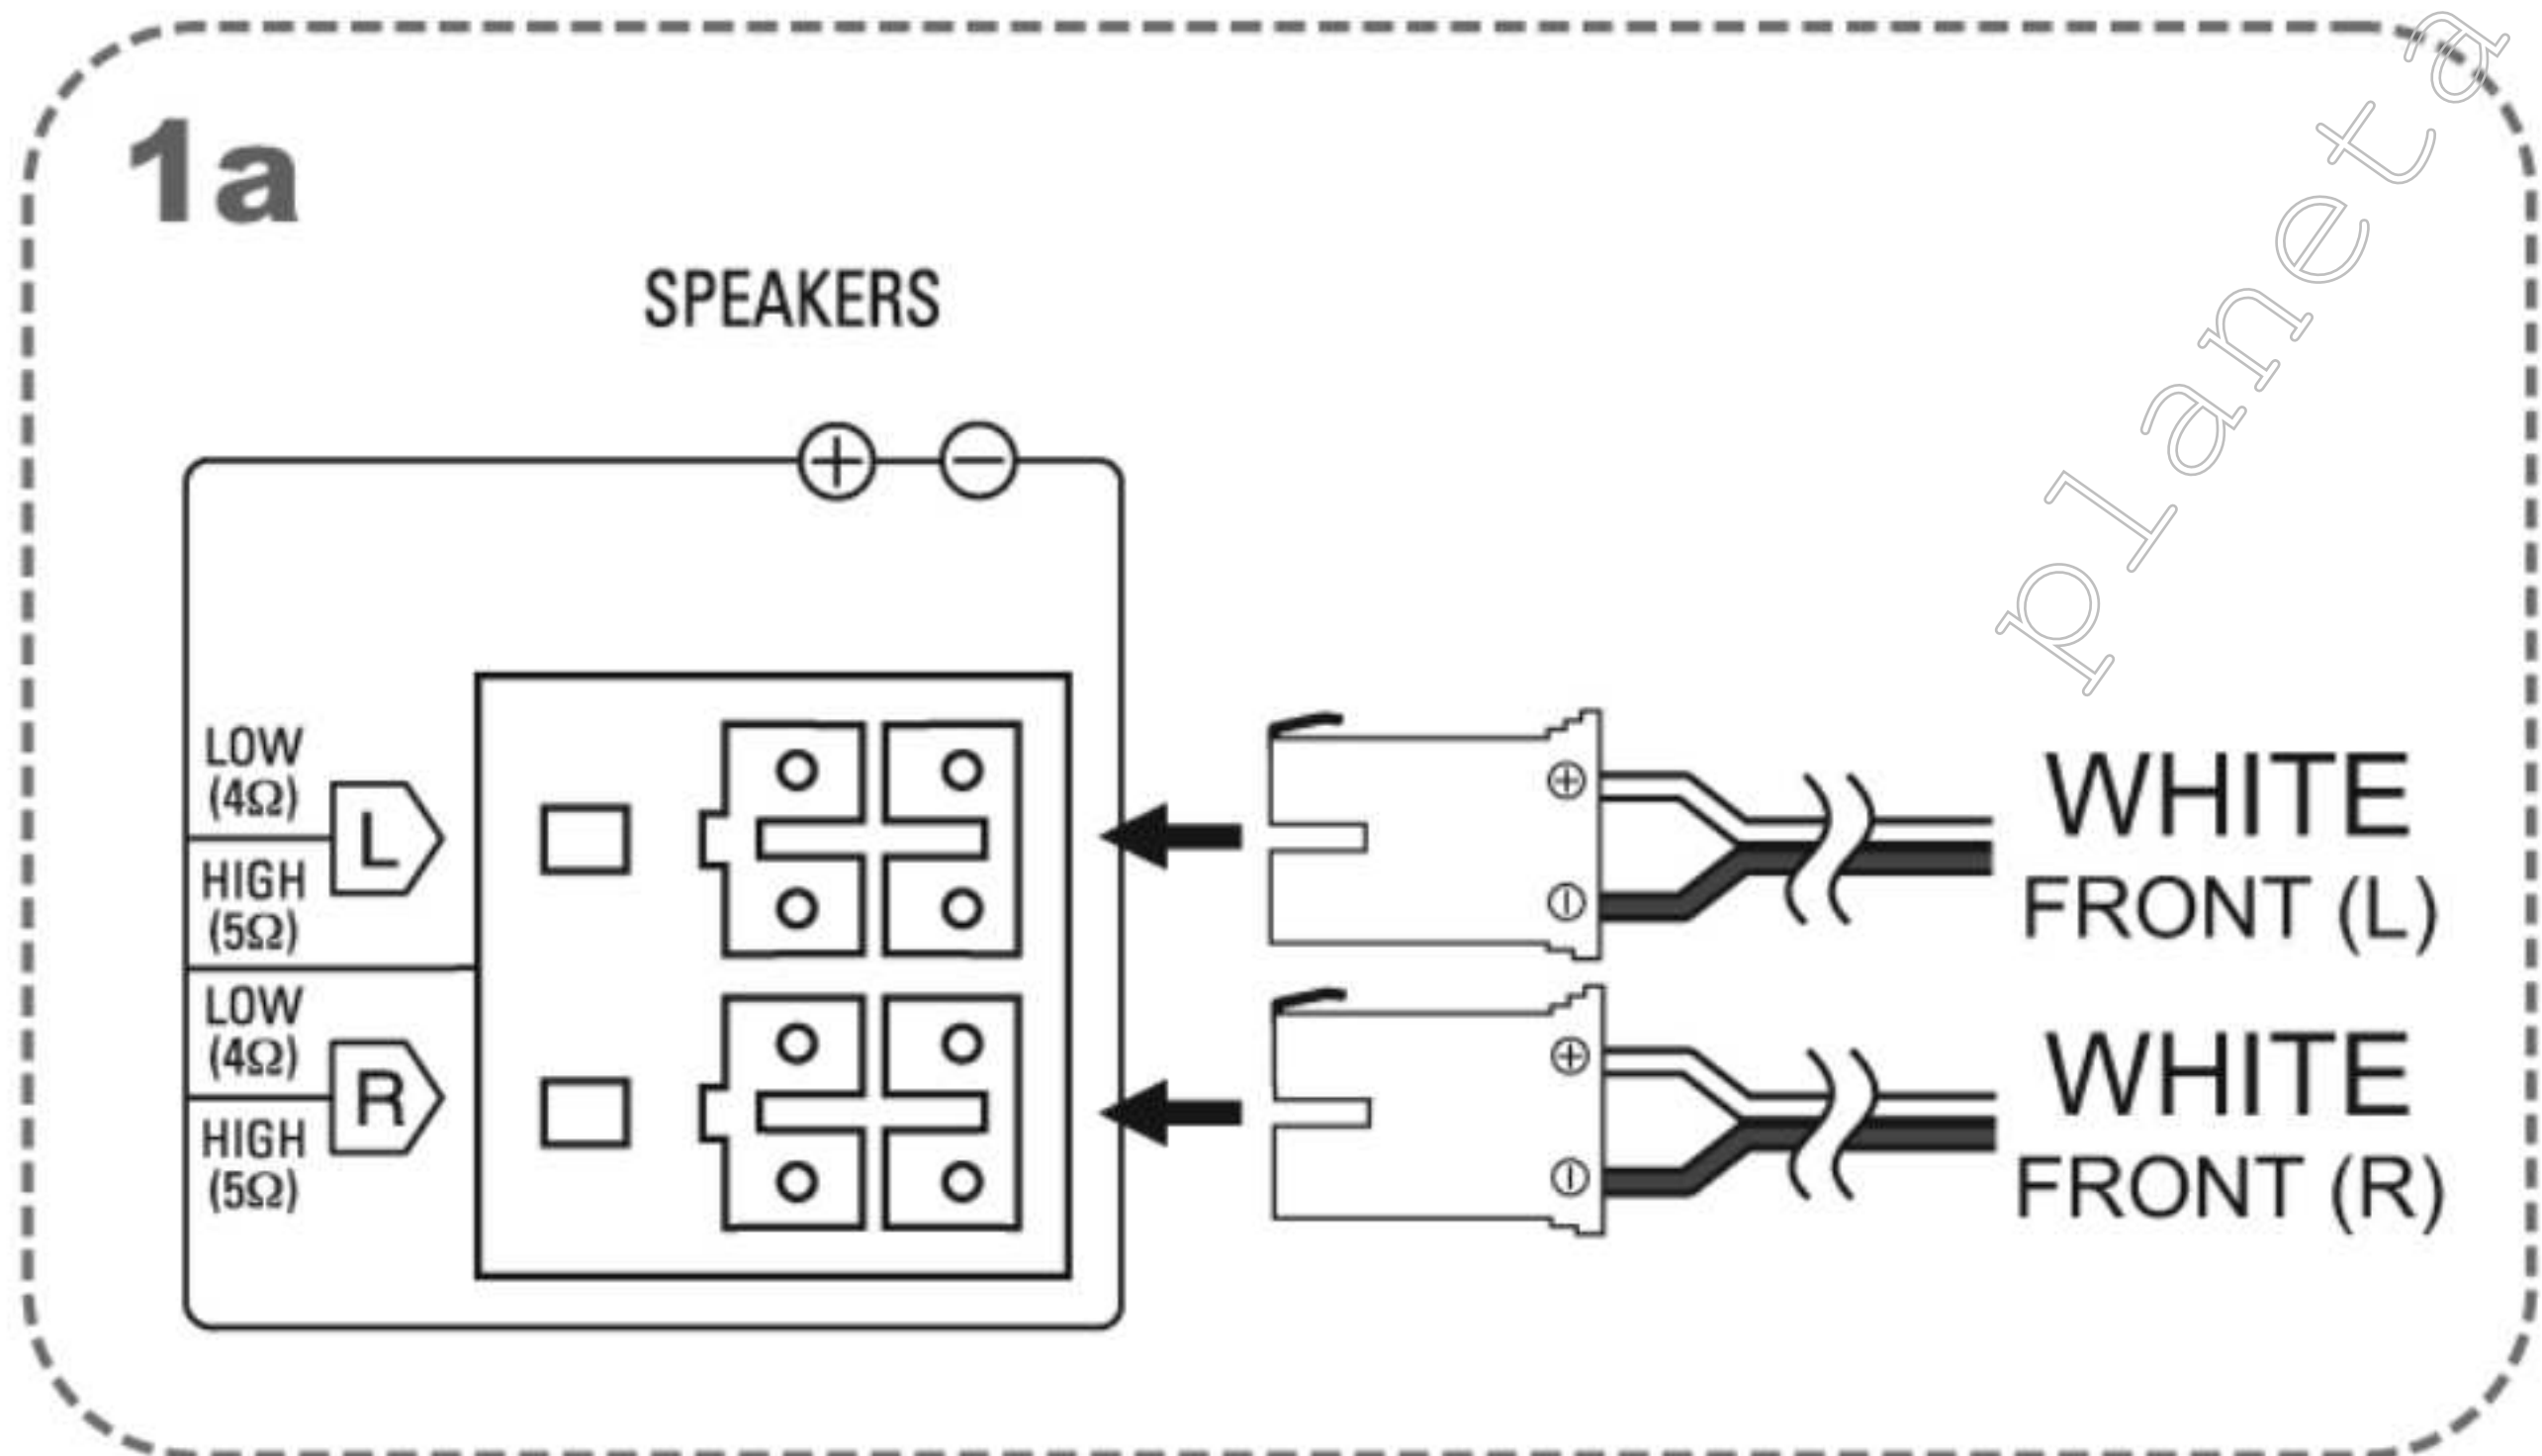 1a
SPEAKERS
LOW
(4Ω)
L
HIGH
(5Ω)
LOW
(4Ω)
R
HIGH
(5Ω)
WHITE
FRONT (L)
WHITE
FRONT (R)
planeta